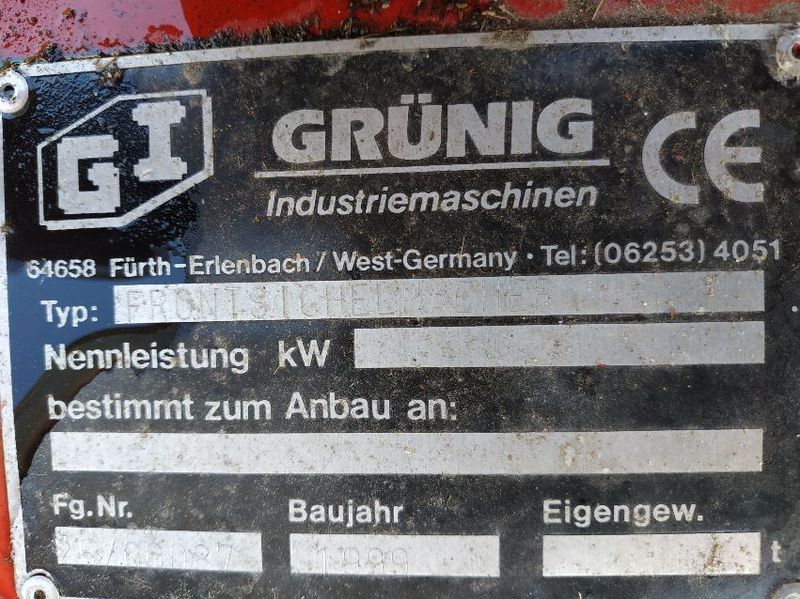 GI GRÜNIG CE
Industriemaschinen
64658 Fürth-Erlenbach/West-Germany · Tel: (06253) 4051
Typ:
Nennleistung kW
bestimmt zum Anbau an:
Fg.Nr. Baujahr Eigengew.
1999 t